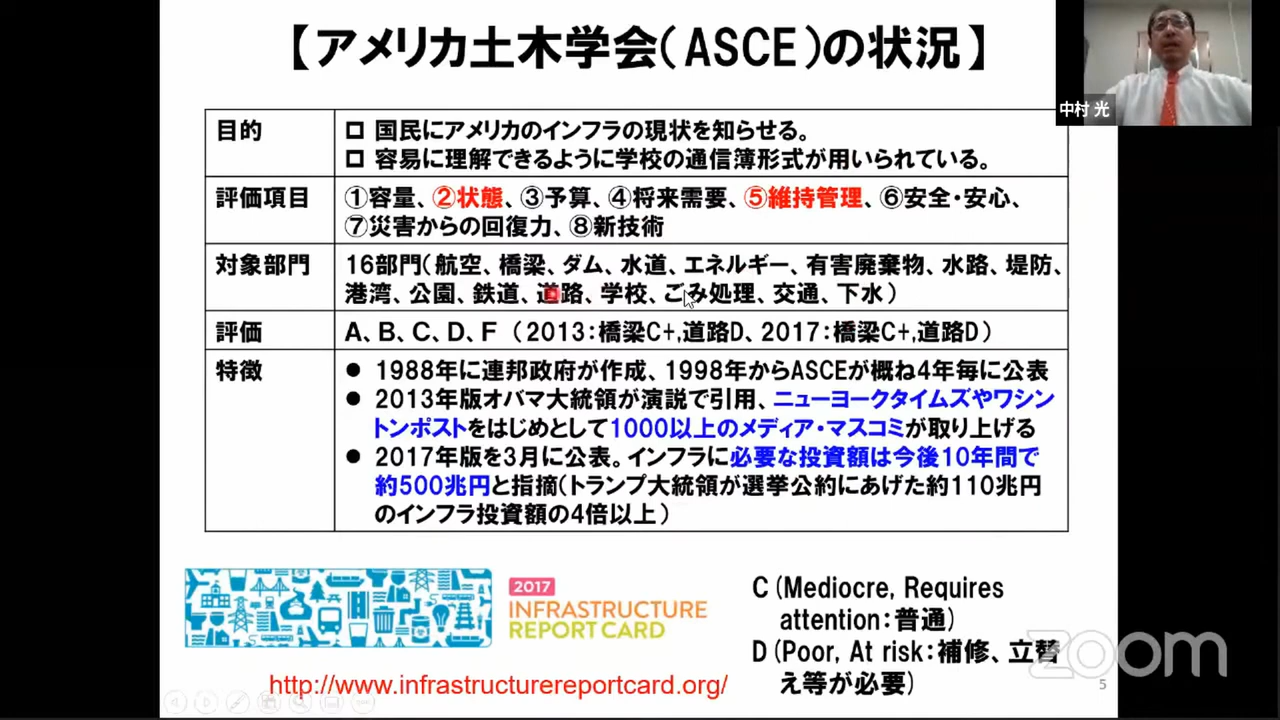 【アメリカ土木学会(ASCE)の状況】
中村 光
目的
□ 国民にアメリカのインフラの現状を知らせる。
□ 容易に理解できるように学校の通信簿形式が用いられている。
評価項目
①容量、②状態、③予算、④将来需要、⑤維持管理、⑥安全・安心、
⑦災害からの回復力、⑧新技術
対象部門
16部門(航空、橋梁、ダム、水道、エネルギー、有害廃棄物、水路、堤防、
港湾、公園、鉄道、道路、学校、ごみ処理、交通、下水)
評価
A、B、C、D、F (2013:橋梁C+,道路D、2017:橋梁C+,道路D)
特徴
● 1988年に連邦政府が作成、1998年からASCEが概ね4年毎に公表
● 2013年版オバマ大統領が演説で引用、ニューヨークタイムズやワシン
トンポストをはじめとして1000以上のメディア・マスコミが取り上げる
● 2017年版を3月に公表。インフラに必要な投資額は今後10年間で
約500兆円と指摘(トランプ大統領が選挙公約にあげた約110兆円
のインフラ投資額の4倍以上)
2017
INFRASTRUCTURE
REPORT CARD
http://www.infrastructurereportcard.org/
C (Mediocre, Requires
attention:普通)
D (Poor, At risk:補修、立替
え等が必要)
zoom
5